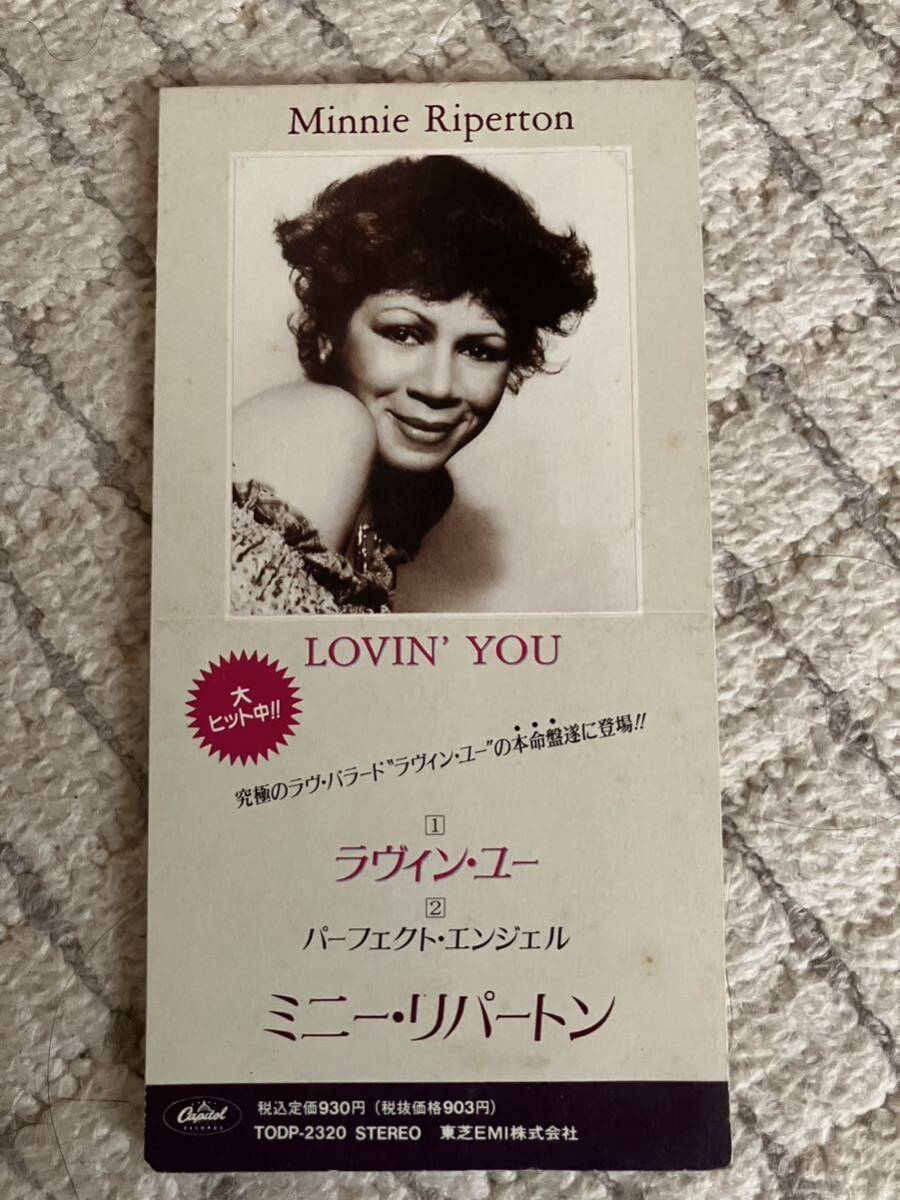 Minnie Riperton
LOVIN' YOU
大
ヒット中!!
究極のラヴ・バラード"ラヴィン・ユー"の本命盤遂に登場!!
1
ラヴィン・ユー
2
パーフェクト・エンジェル
ミニー・リパートン
Capitol
RECORDS
税込定価930円（税抜価格903円）
TODP-2320 STEREO 東芝EMI株式会社